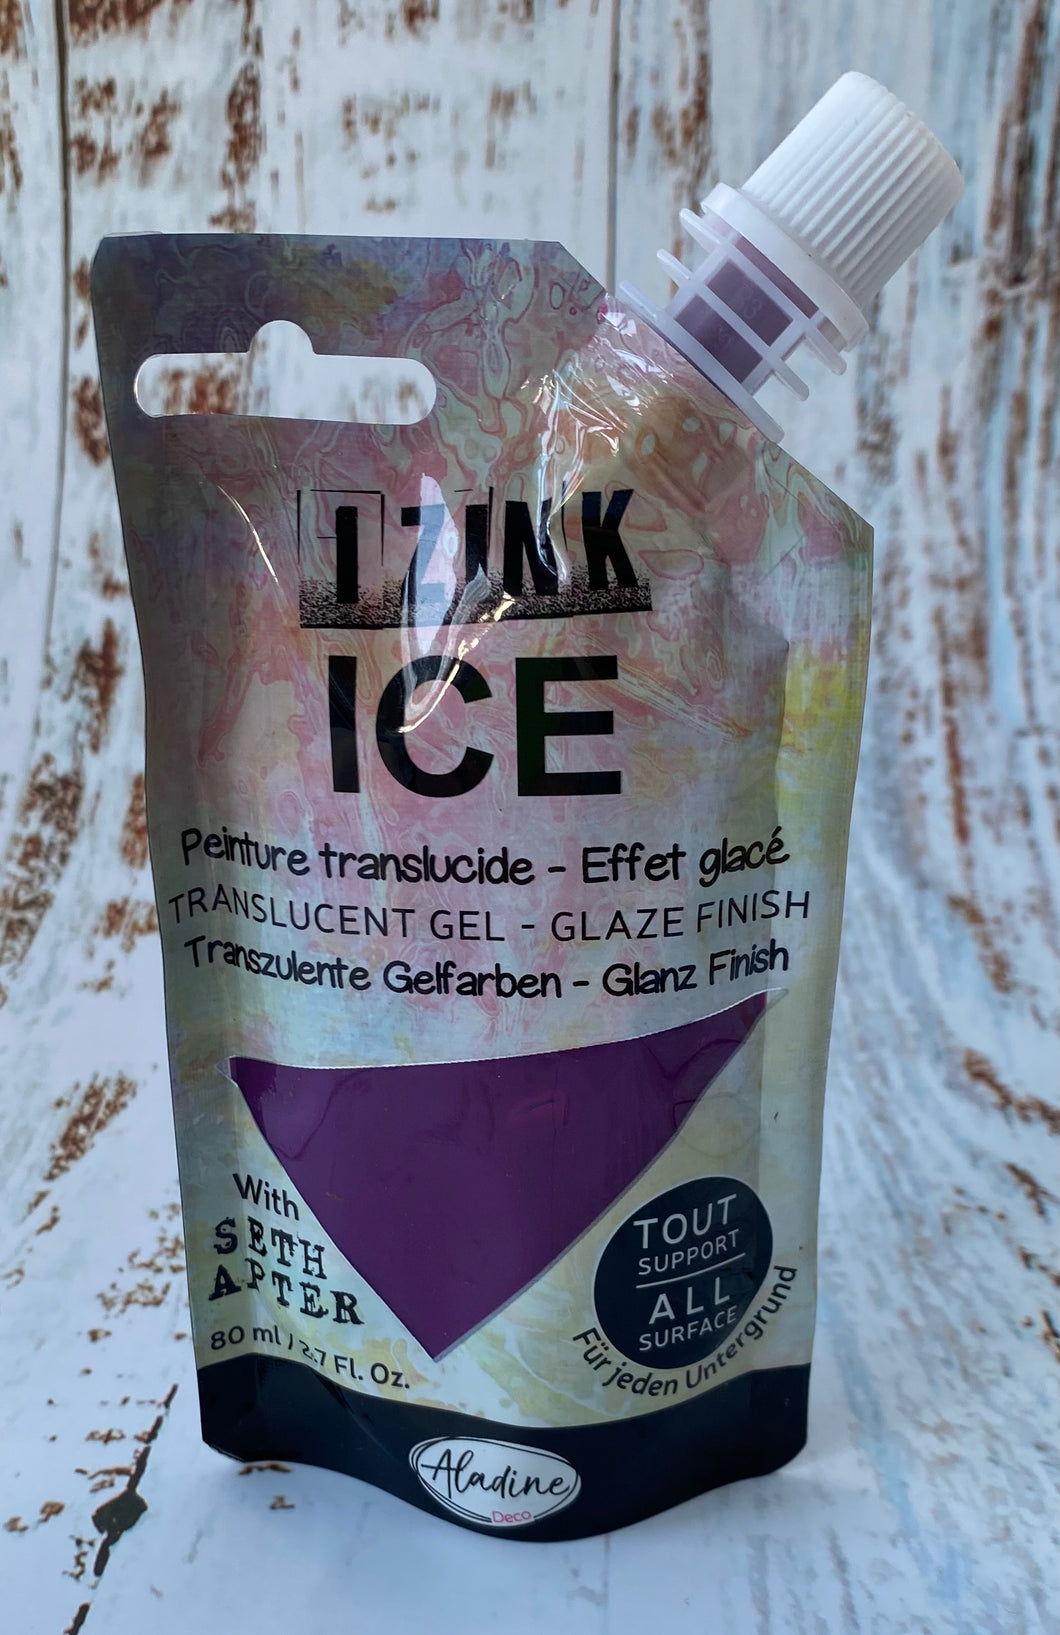 IZINK
ICE
Peinture translucide - Effet glacé
TRANSLUCENT GEL - GLAZE FINISH
Transzulente Gelfarben - Glanz Finish
With
SETH
APTER
80 ml / 2.7 Fl. Oz.
TOUT
SUPPORT
ALL
SURFACE
Für jeden Untergrund
Aladine
Deco